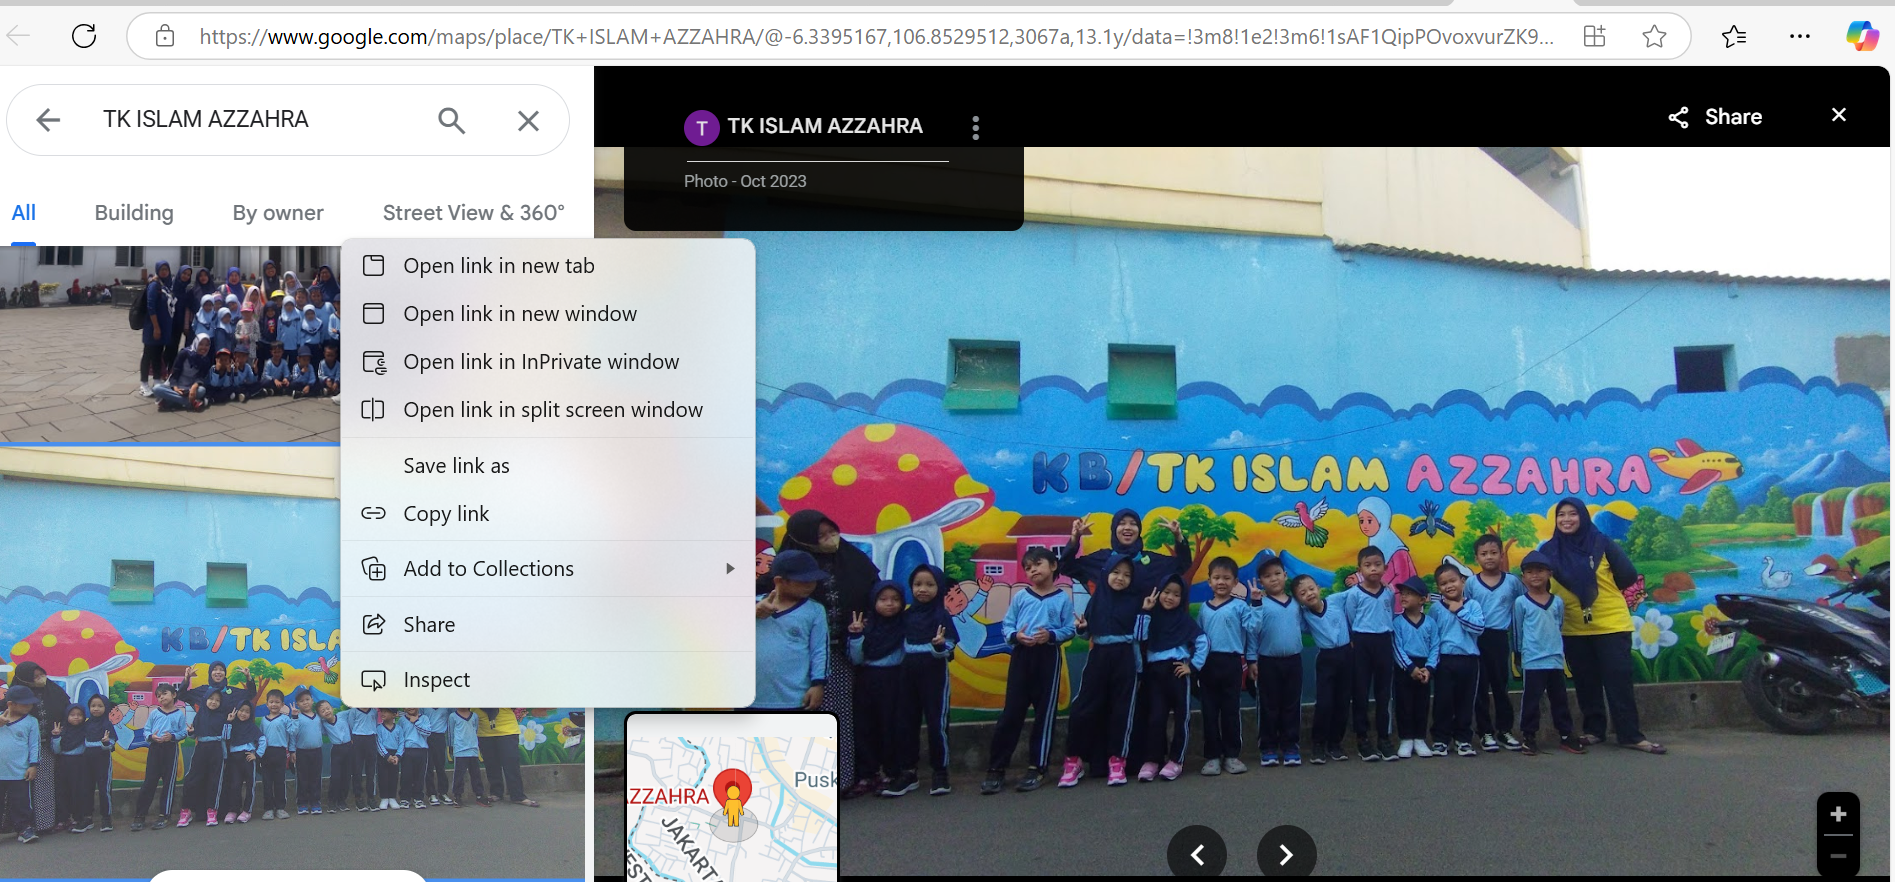 https://www.google.com/maps/place/TK+ISLAM+AZZAHRA/@-6.3395167,106.8529512,3067a,13.1y/data=!3m8!1e2!3m6!1sAF1QipPOvoxvurZK9...
TK ISLAM AZZAHRA
All Building By owner Street View & 360°
T TK ISLAM AZZAHRA
Share
Photo - Oct 2023
Open link in new tab
Open link in new window
Open link in InPrivate window
Open link in split screen window
Save link as
Copy link
Add to Collections
Share
Inspect
KB/TK ISLAM AZZAHRA
KB/TK ISLA
Pusk
ZZAHRA
JAKARTA
EST